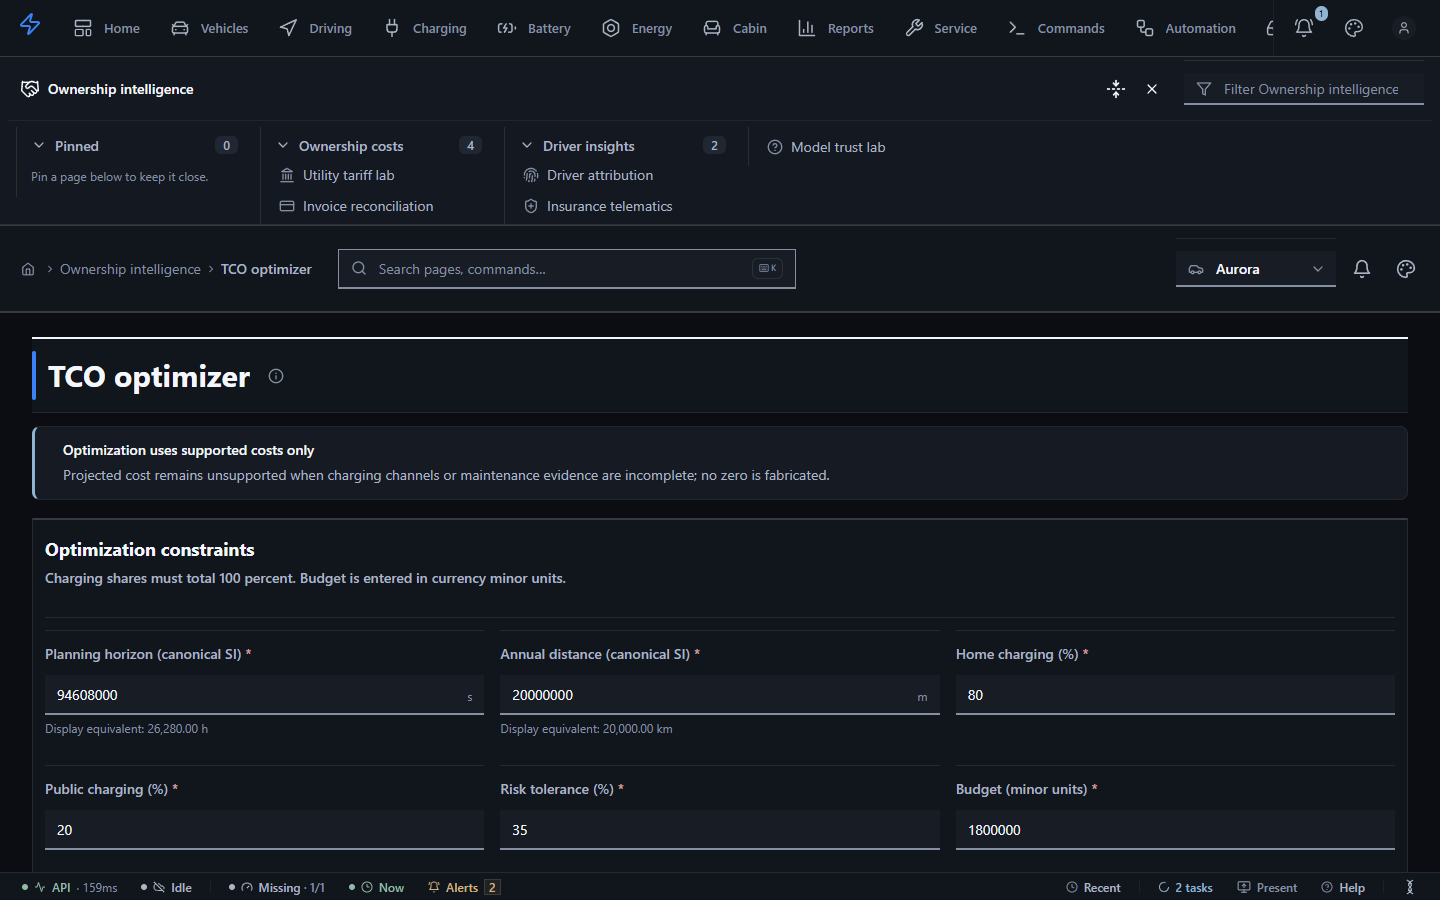 Home
Vehicles
Driving
Charging
Battery
Energy
Cabin
Reports
Service
Commands
Automation
1
Ownership intelligence
Filter Ownership intelligence
Pinned
0
Pin a page below to keep it close.
Ownership costs
4
Utility tariff lab
Invoice reconciliation
Driver insights
2
Driver attribution
Insurance telematics
Model trust lab
Ownership intelligence
TCO optimizer
Search pages, commands...
K
Aurora
TCO optimizer
Optimization uses supported costs only
Projected cost remains unsupported when charging channels or maintenance evidence are incomplete; no zero is fabricated.
Optimization constraints
Charging shares must total 100 percent. Budget is entered in currency minor units.
Planning horizon (canonical SI) *
94608000
s
Display equivalent: 26,280.00 h
Annual distance (canonical SI) *
20000000
m
Display equivalent: 20,000.00 km
Home charging (%) *
80
Public charging (%) *
20
Risk tolerance (%) *
35
Budget (minor units) *
1800000
API · 159ms
Idle
Missing · 1/1
Now
Alerts 2
Recent
2 tasks
Present
Help